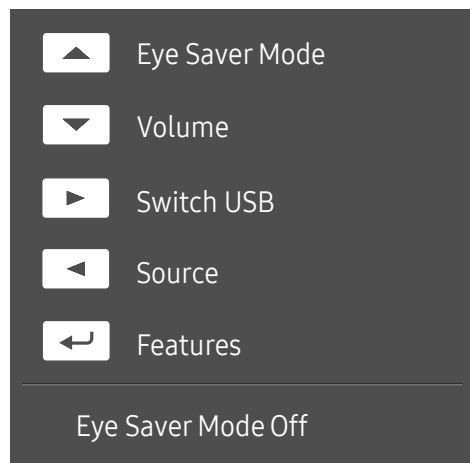 Eye Saver Mode
Volume
Switch USB
Source
Features
Eye Saver Mode Off